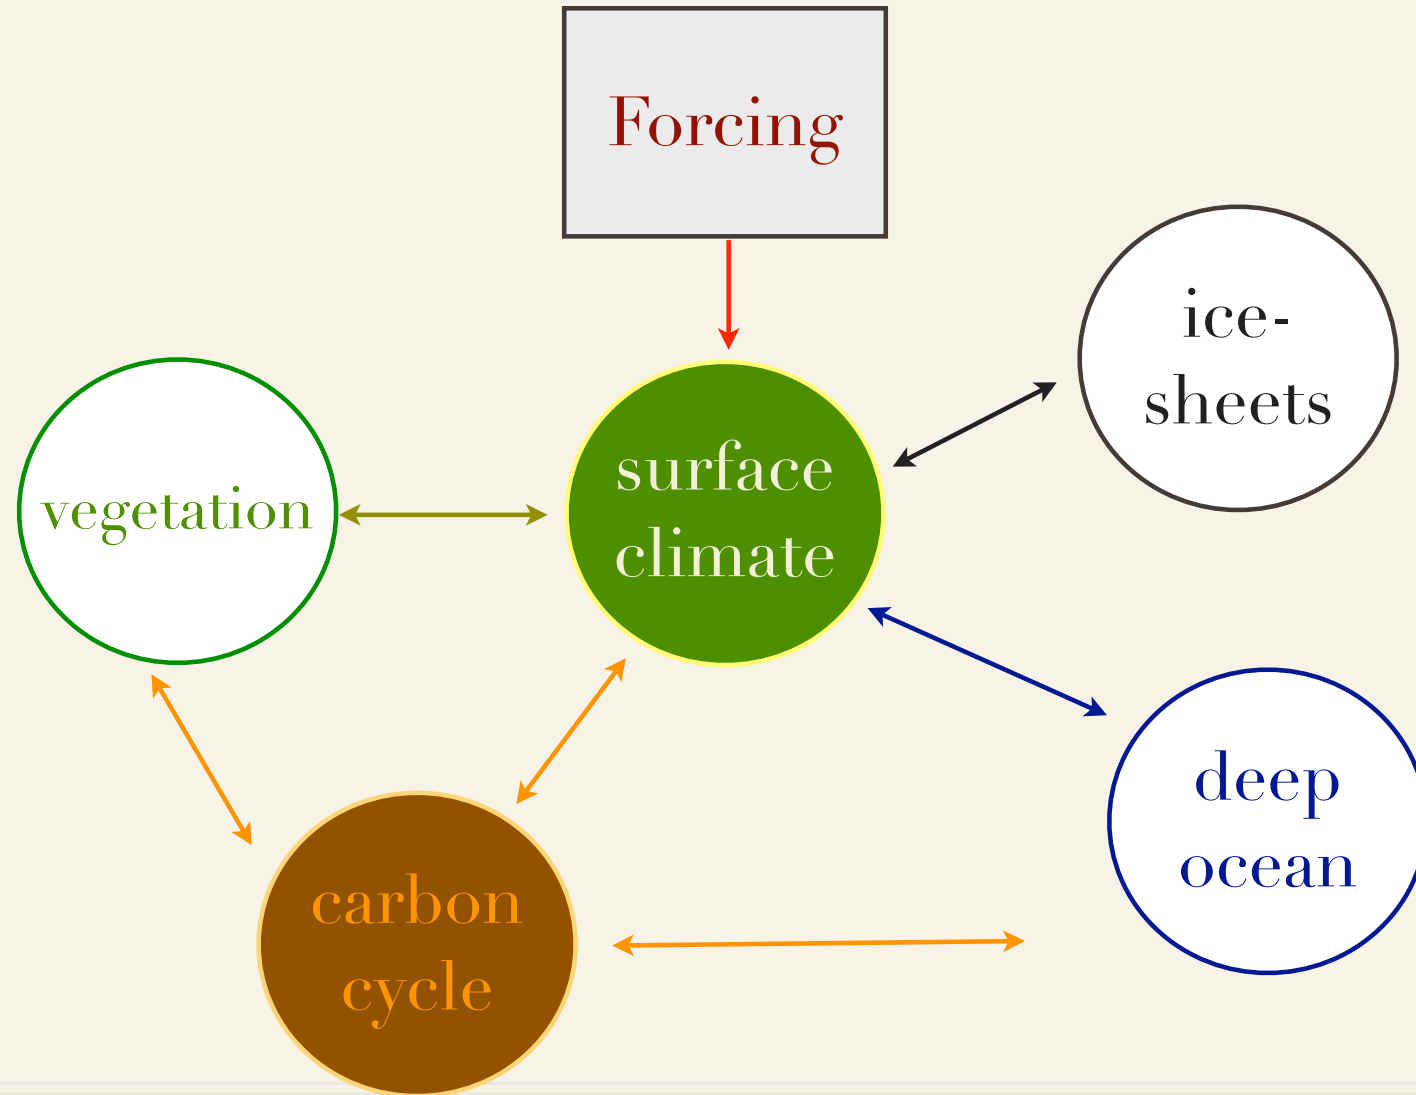 Forcing
ice-
sheets
surface
climate
vegetation
deep
ocean
carbon
cycle